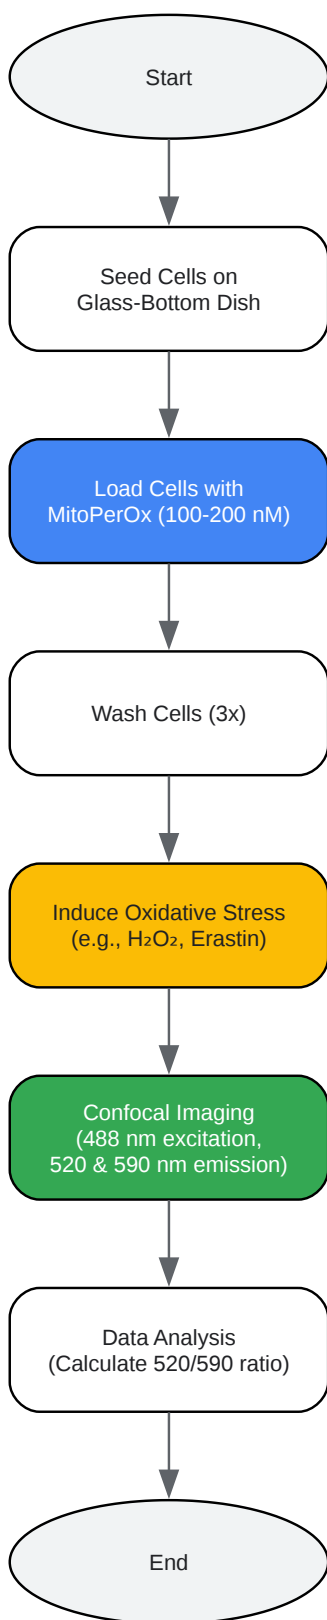 Start
Seed Cells on
Glass-Bottom Dish
Load Cells with
MitoPerOx (100-200 nM)
Wash Cells (3x)
Induce Oxidative Stress
(e.g., H₂O₂, Erastin)
Confocal Imaging
(488 nm excitation,
520 & 590 nm emission)
Data Analysis
(Calculate 520/590 ratio)
End